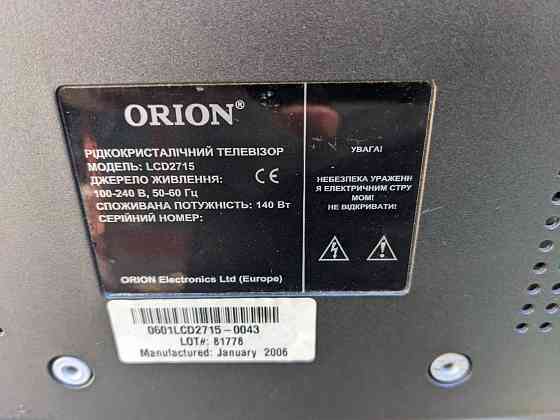 ORION®
РІДКОКРИСТАЛІЧНИЙ ТЕЛЕВІЗОР
МОДЕЛЬ: LCD2715
ДЖЕРЕЛО ЖИВЛЕННЯ:
100-240 В, 50-60 Гц
СПОЖИВАНА ПОТУЖНІСТЬ: 140 Вт
СЕРІЙНИЙ НОМЕР:
CE
ORION Electronics Ltd (Europe)
УВАГА!
НЕБЕЗПЕКА УРАЖЕНН
Я ЕЛЕКТРИЧНИМ СТРУ
МОМ!
НЕ ВІДКРИВАТИ!
0601LCD2715-0043
LOT#: 81778
Manufactured: January 2006